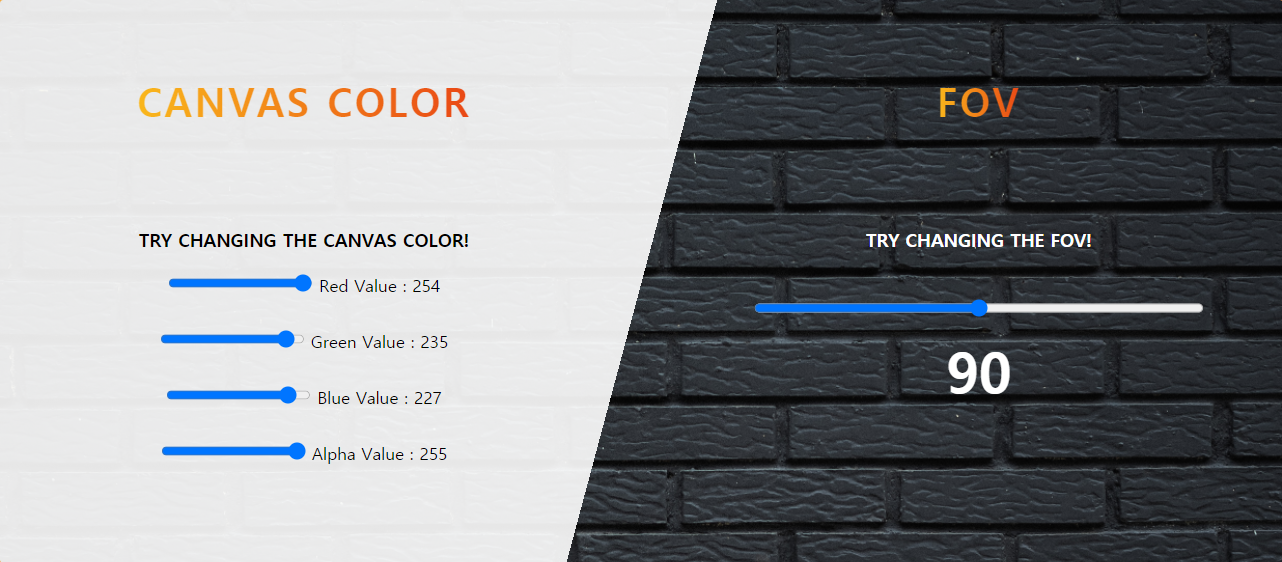 CANVAS COLOR
TRY CHANGING THE CANVAS COLOR!
Red Value : 254
Green Value : 235
Blue Value : 227
Alpha Value : 255
FOV
TRY CHANGING THE FOV!
90